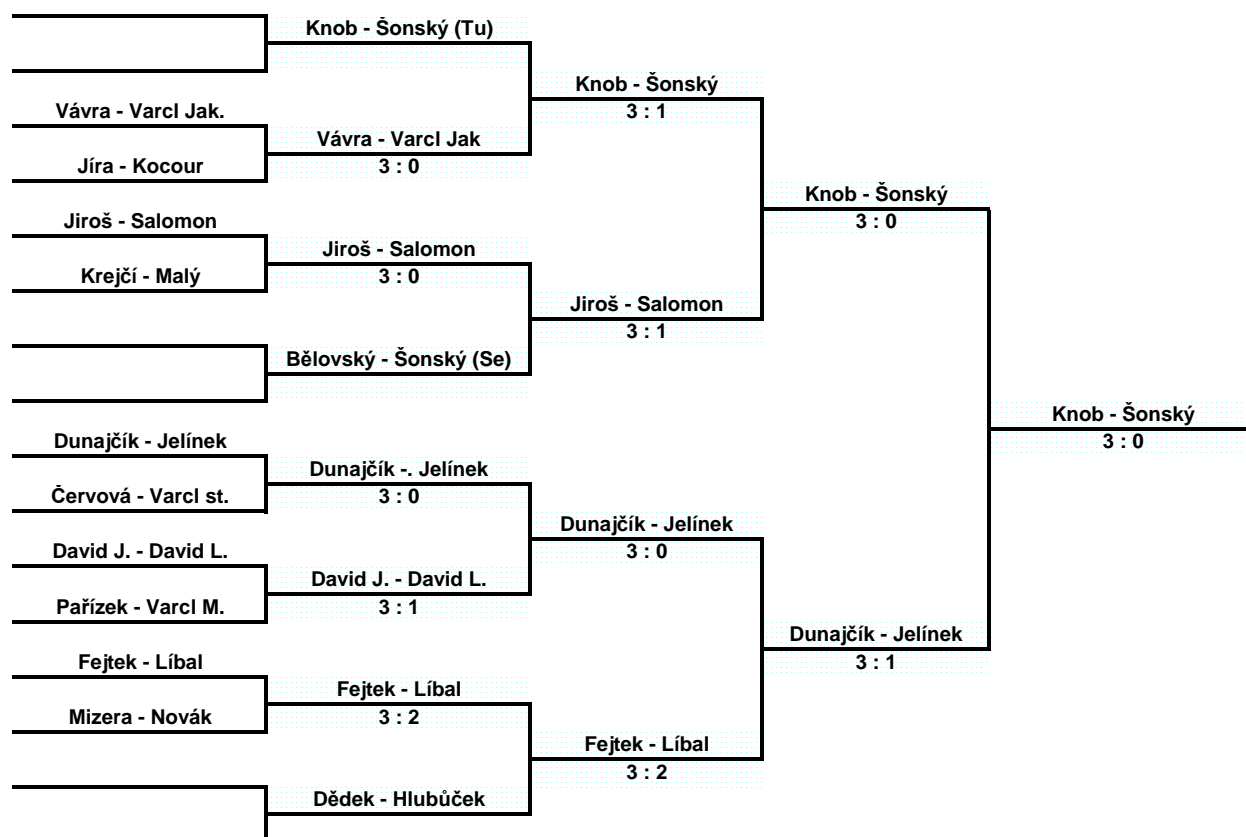 Knob - Šonský (Tu)
Knob - Šonský
3 : 1
Vávra - Varcl Jak.
Vávra - Varcl Jak
3 : 0
Jíra - Kocour
Knob - Šonský
3 : 0
Jiroš - Salomon
Jiroš - Salomon
3 : 0
Krejčí - Malý
Jiroš - Salomon
3 : 1
Bělovský - Šonský (Se)
Knob - Šonský
3 : 0
Dunajčík - Jelínek
Dunajčík -. Jelínek
3 : 0
Červová - Varcl st.
Dunajčík - Jelínek
3 : 0
David J. - David L.
David J. - David L.
3 : 1
Pařízek - Varcl M.
Dunajčík - Jelínek
3 : 1
Fejtek - Líbal
Fejtek - Líbal
3 : 2
Mizera - Novák
Fejtek - Líbal
3 : 2
Dědek - Hlubůček